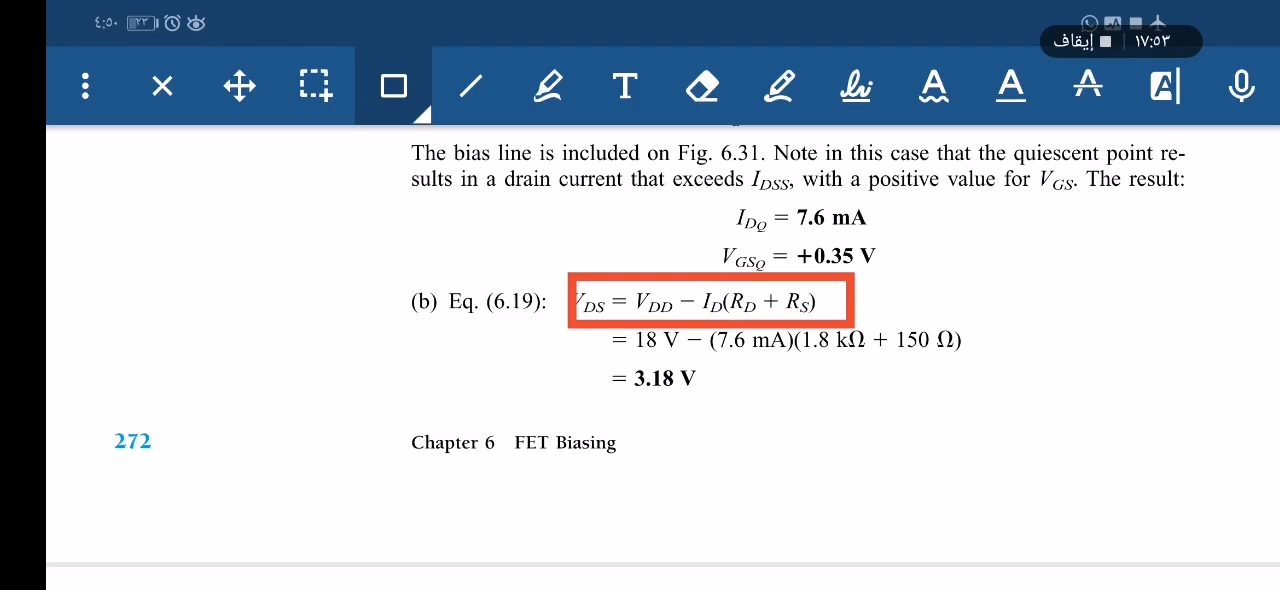 ٤:٥٠ ٢٣
إيقاف ١٧:٥٣
The bias line is included on Fig. 6.31. Note in this case that the quiescent point re-
sults in a drain current that exceeds I_DSS, with a positive value for V_GS. The result:
I_DQ = 7.6 mA
V_GSQ = +0.35 V
(b) Eq. (6.19): V_DS = V_DD − I_D(R_D + R_S)
= 18 V − (7.6 mA)(1.8 kΩ + 150 Ω)
= 3.18 V
272 Chapter 6 FET Biasing